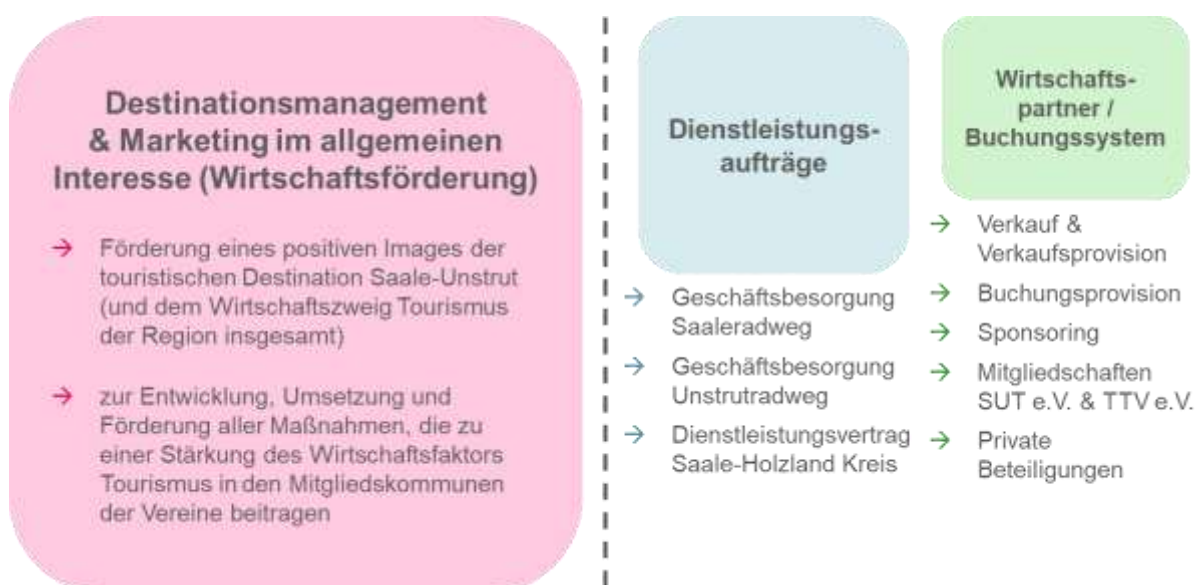 Destinationsmanagement
& Marketing im allgemeinen
Interesse (Wirtschaftsförderung)
→ Förderung eines positiven Images der
touristischen Destination Saale-Unstrut
(und dem Wirtschaftszweig Tourismus
der Region insgesamt)
→ zur Entwicklung, Umsetzung und
Förderung aller Maßnahmen, die zu
einer Stärkung des Wirtschaftsfaktors
Tourismus in den Mitgliedskommunen
der Vereine beitragen
Dienstleistungs-
aufträge
→ Geschäftsbesorgung
Saaleradweg
→ Geschäftsbesorgung
Unstrutradweg
→ Dienstleistungsvertrag
Saale-Holzland Kreis
Wirtschafts-
partner /
Buchungssystem
→ Verkauf &
Verkaufsprovision
→ Buchungsprovision
→ Sponsoring
→ Mitgliedschaften
SUT e.V. & TTV e.V.
→ Private
Beteiligungen